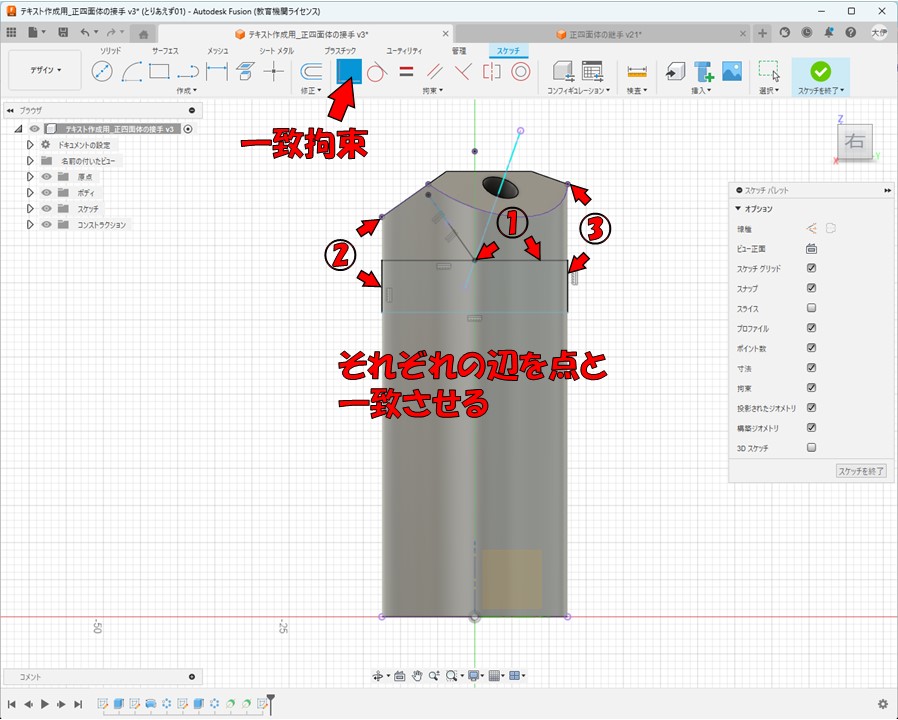 テキスト作成用_正四面体の接手 v3* (とりあえず01) - Autodesk Fusion (教育機関ライセンス)
テキスト作成用_正四面体の接手 v3*
正四面体の継手 v21*
大伊
ソリッド サーフェス メッシュ シート メタル プラスチック ユーティリティ 管理 スケッチ
デザイン
作成 修正 拘束 コンフィギュレーション 検査 挿入 選択 スケッチを終了
ブラウザ
テキスト作成用_正四面体の接手 v3
ドキュメントの設定
名前の付いたビュー
原点
ボディ
スケッチ
コンストラクション
一致拘束
①
②
③
それぞれの辺を点と
一致させる
Z
右
X
Y
スケッチ パレット
オプション
線種
ビュー正面
スケッチ グリッド
スナップ
スライス
プロファイル
ポイント数
寸法
拘束
投影されたジオメトリ
構築ジオメトリ
3D スケッチ
スケッチを終了
-50
-25
コメント